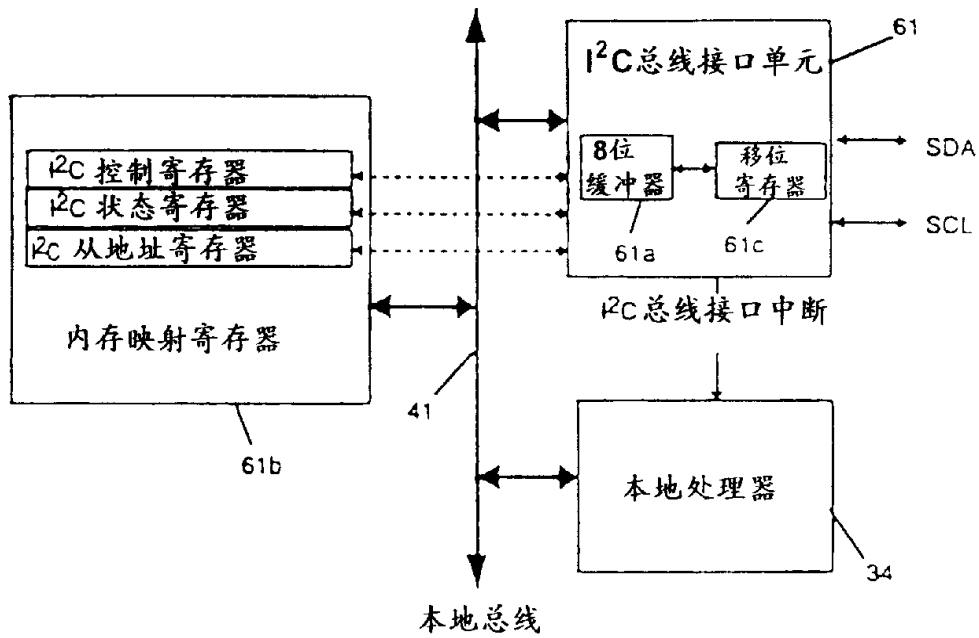 61
I²C总线接口单元
8位
缓冲器
移位
寄存器
SDA
SCL
61a
61c
I²C 控制寄存器
I²C 状态寄存器
I2C 从地址寄存器
内存映射寄存器
61b
41
I²C总线接口中断
本地处理器
34
本地总线